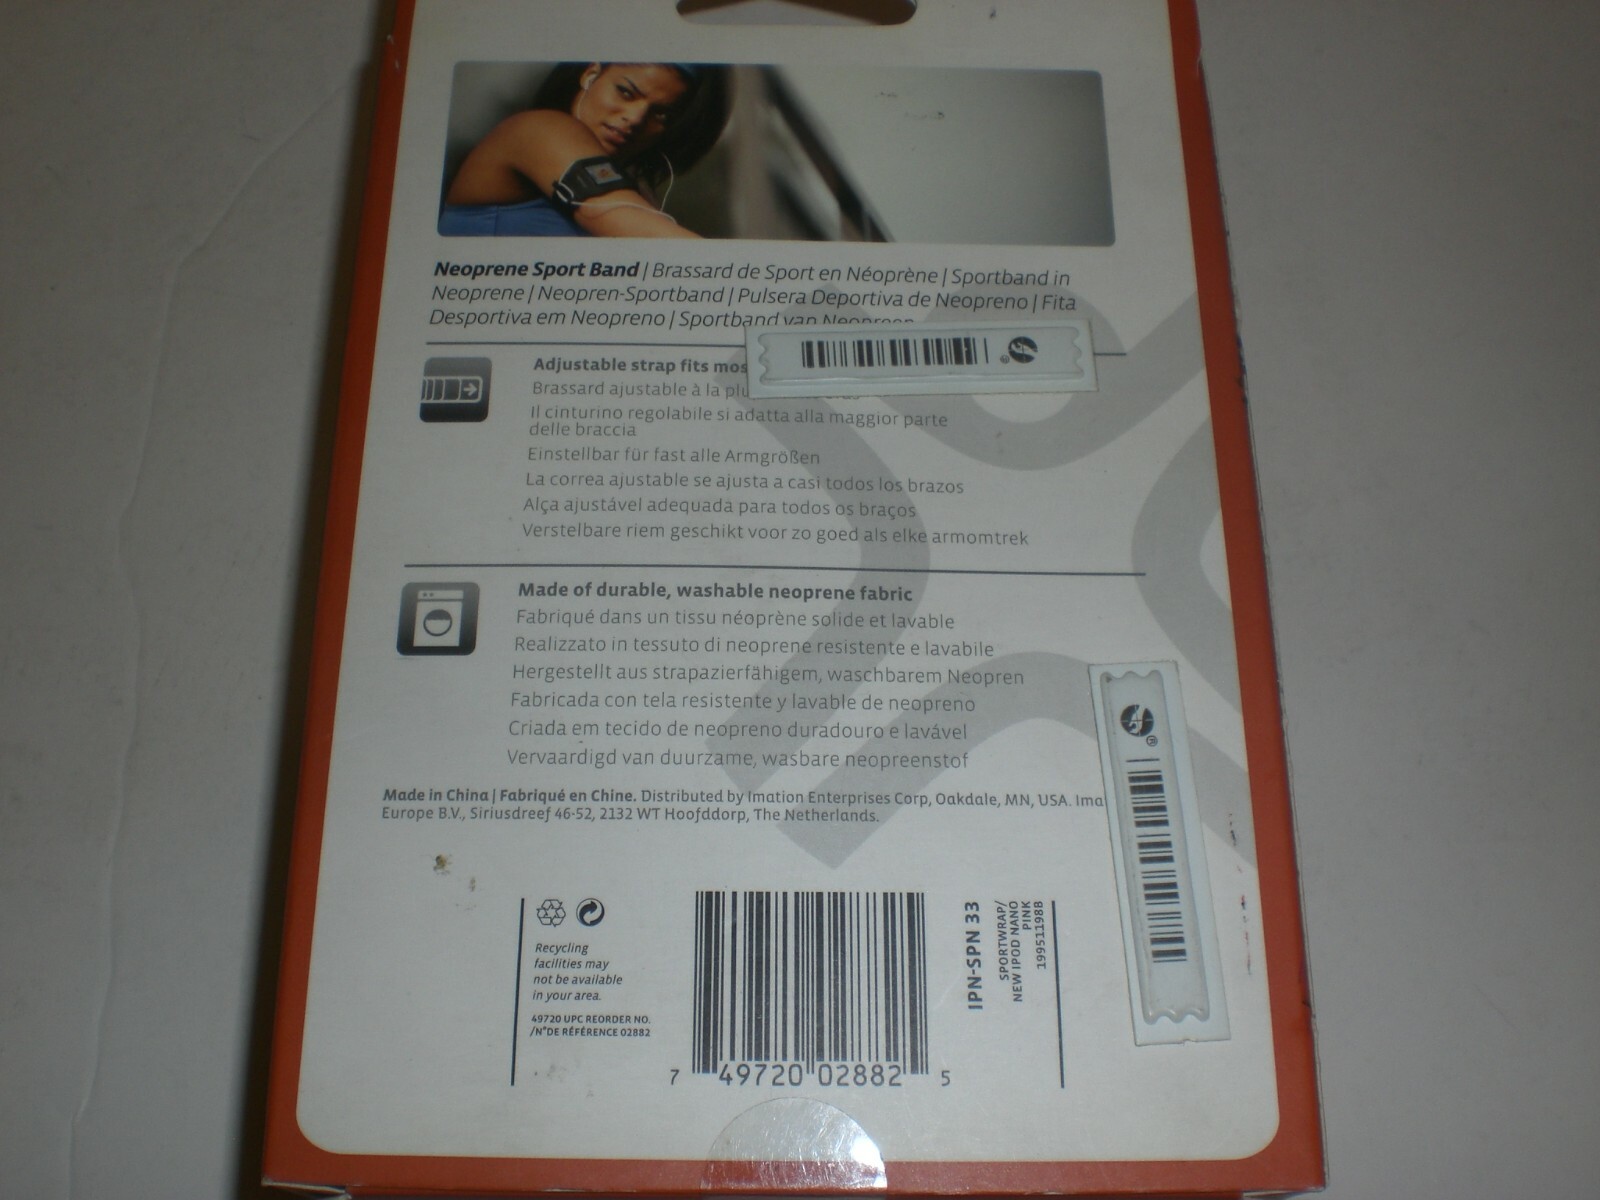 Neoprene Sport Band | Brassard de Sport en Néoprène | Sportband in
Neoprene | Neopren-Sportband | Pulsera Deportiva de Neopreno | Fita
Desportiva em Neopreno | Sportband van Neopreen
Adjustable strap fits mos
Brassard ajustable à la plu
Il cinturino regolabile si adatta alla maggior parte
delle braccia
Einstellbar für fast alle Armgrößen
La correa ajustable se ajusta a casi todos los brazos
Alça ajustável adequada para todos os braços
Verstelbare riem geschikt voor zo goed als elke armomtrek
Made of durable, washable neoprene fabric
Fabriqué dans un tissu néoprène solide et lavable
Realizzato in tessuto di neoprene resistente e lavabile
Hergestellt aus strapazierfähigem, waschbarem Neopren
Fabricada con tela resistente y lavable de neopreno
Criada em tecido de neopreno duradouro e lavável
Vervaardigd van duurzame, wasbare neopreenstof
Made in China | Fabriqué en Chine. Distributed by Imation Enterprises Corp, Oakdale, MN, USA. Ima
Europe B.V., Siriusdreef 46-52, 2132 WT Hoofddorp, The Netherlands.
Recycling
facilities may
not be available
in your area.
49720 UPC REORDER NO.
/N°DE RÉFÉRENCE 02882
7 49720 02882 5
IPN-SPN 33
SPORTWRAP/
NEW IPOD NANO
PINK
19951198B